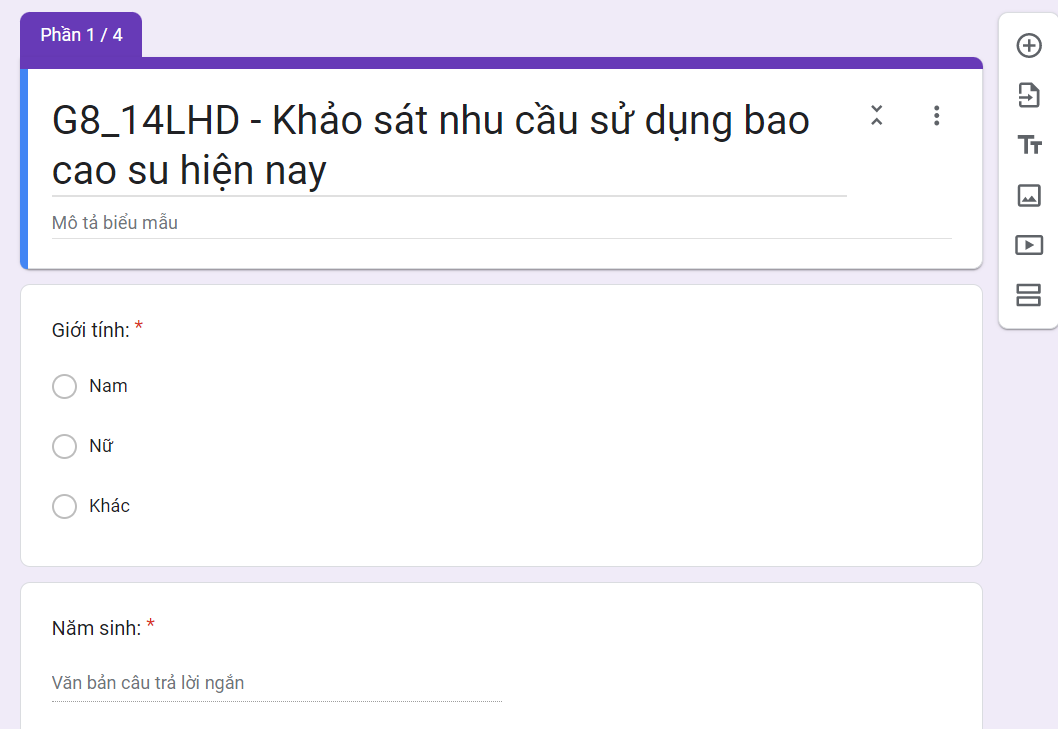 Phần 1 / 4
G8_14LHD - Khảo sát nhu cầu sử dụng bao
cao su hiện nay
Mô tả biểu mẫu
Giới tính: *
Nam
Nữ
Khác
Năm sinh: *
Văn bản câu trả lời ngắn